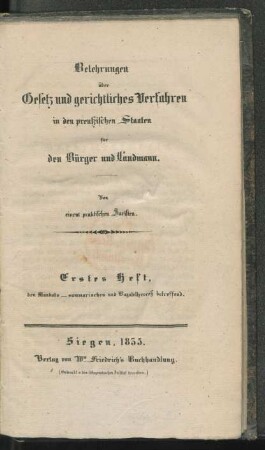 Belehrungen
über
Gesetz und gerichtliches Verfahren
in den preußischen Staaten
für
den Bürger und Landmann.
Von
einem praktischen Juristen.
Erstes Heft,
den Mandats- summarischen und Bagatellprozeß betreffend.
Siegen, 1833.
Verlag von Wm Friedrich's Buchhandlung.